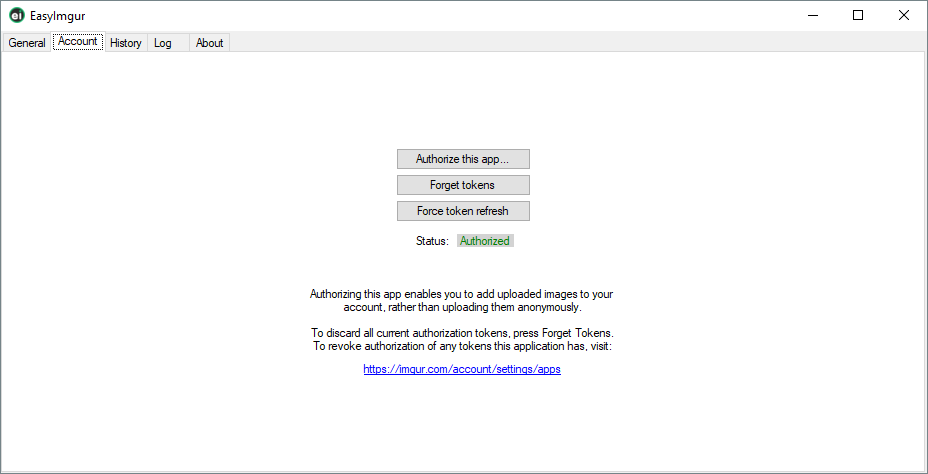 EasyImgur
General Account History Log About
Authorize this app...
Forget tokens
Force token refresh
Status: Authorized
Authorizing this app enables you to add uploaded images to your
account, rather than uploading them anonymously.
To discard all current authorization tokens, press Forget Tokens.
To revoke authorization of any tokens this application has, visit:
https://imgur.com/account/settings/apps